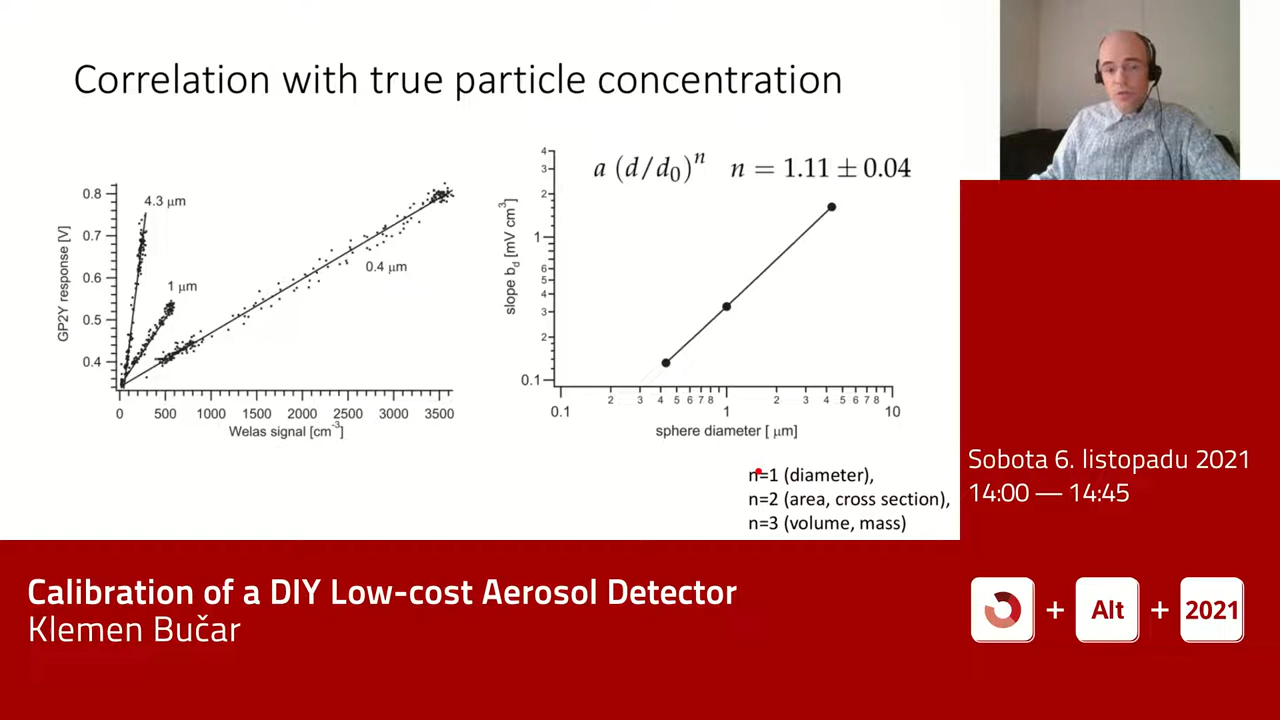 Correlation with true particle concentration
0.8
0.7
0.6
0.5
0.4
GP2Y response [V]
4.3 μm
1 μm
0.4 μm
0 500 1000 1500 2000 2500 3000 3500
Welas signal [cm⁻³]
a (d/d₀)ⁿ n = 1.11 ± 0.04
4
3
2
1
6
5
4
3
2
0.1
slope b_d [mV cm³]
2 3 4 5 6 7 8 2 3 4 5 6 7 8
0.1 1 10
sphere diameter [ μm]
n=1 (diameter),
n=2 (area, cross section),
n=3 (volume, mass)
Sobota 6. listopadu 2021
14:00 — 14:45
Calibration of a DIY Low-cost Aerosol Detector
Klemen Bučar
+ Alt + 2021